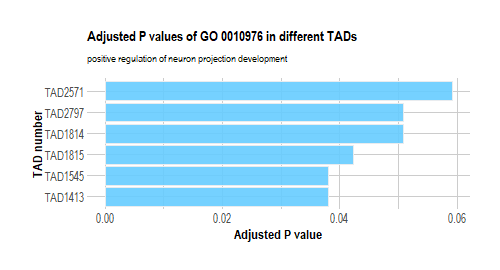 Adjusted P values of GO 0010976 in different TADs
positive regulation of neuron projection development
TAD number
TAD2571
TAD2797
TAD1814
TAD1815
TAD1545
TAD1413
0.00 0.02 0.04 0.06
Adjusted P value